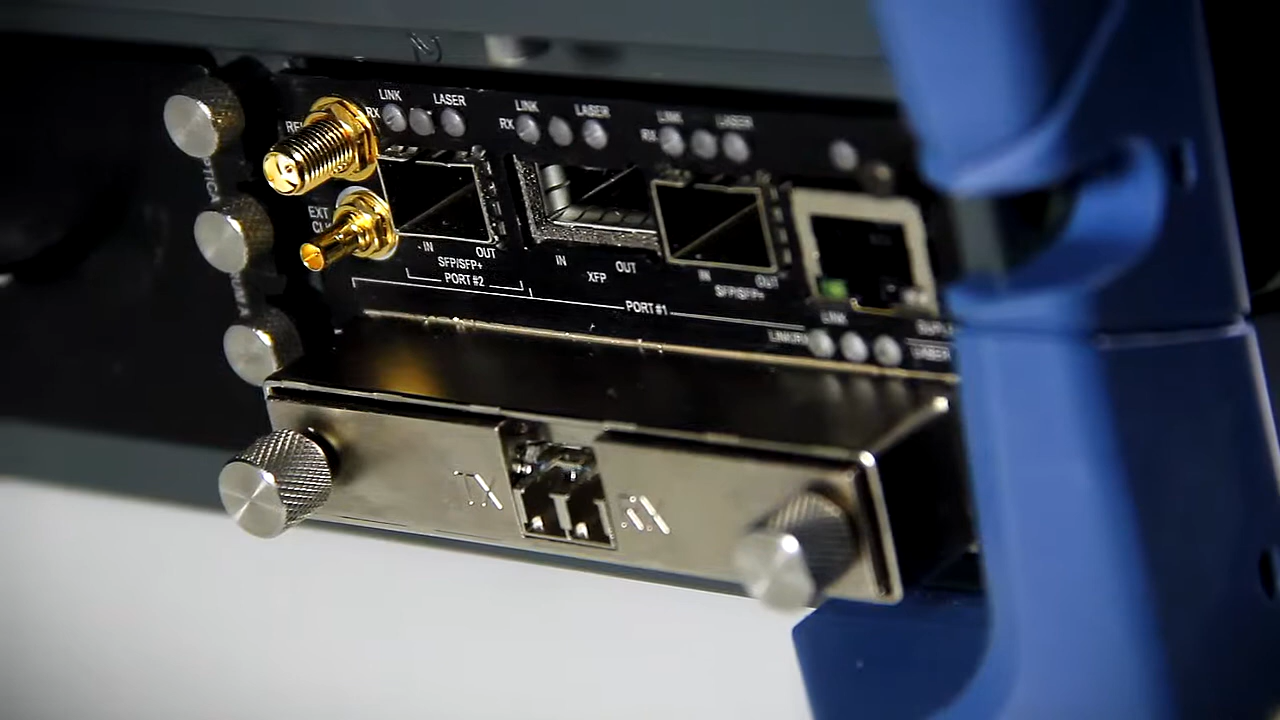 LINK LASER
RX
LINK LASER
RX
LINK LASER
RX
EXT
IN OUT
SFP/SFP+
PORT #2
IN OUT
XFP
IN OUT
SFP/SFP+
PORT #1
LINK
LASER
TX RX